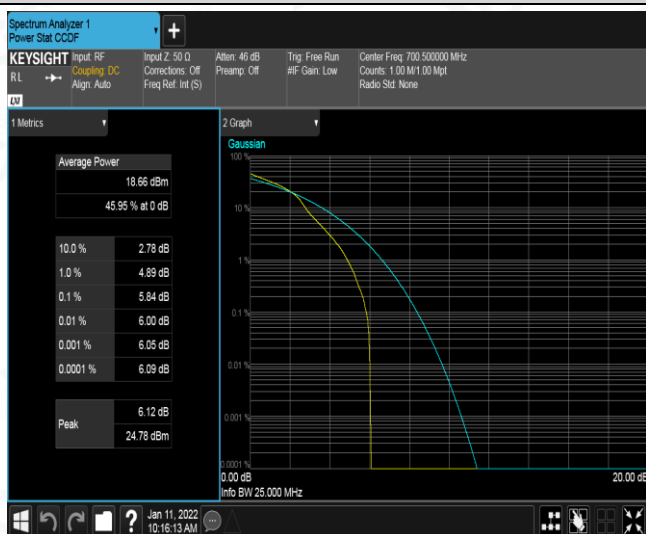 Spectrum Analyzer 1
Power Stat CCDF
+
KEYSIGHT
RL
LXI
Input: RF
Coupling: DC
Align: Auto
Input Z: 50 Ω
Corrections: Off
Freq Ref: Int (S)
Atten: 46 dB
Preamp: Off
Trig: Free Run
#IF Gain: Low
Center Freq: 700.500000 MHz
Counts: 1.00 M/1.00 Mpt
Radio Std: None
1 Metrics
Average Power
18.66 dBm
45.95 % at 0 dB
10.0 % 2.78 dB
1.0 % 4.89 dB
0.1 % 5.84 dB
0.01 % 6.00 dB
0.001 % 6.05 dB
0.0001 % 6.09 dB
Peak
6.12 dB
24.78 dBm
2 Graph
Gaussian
100 %
10 %
1 %
0.1 %
0.01 %
0.001 %
0.0001 %
0.00 dB 20.00 dB
Info BW 25.000 MHz
?
Jan 11, 2022
10:16:13 AM